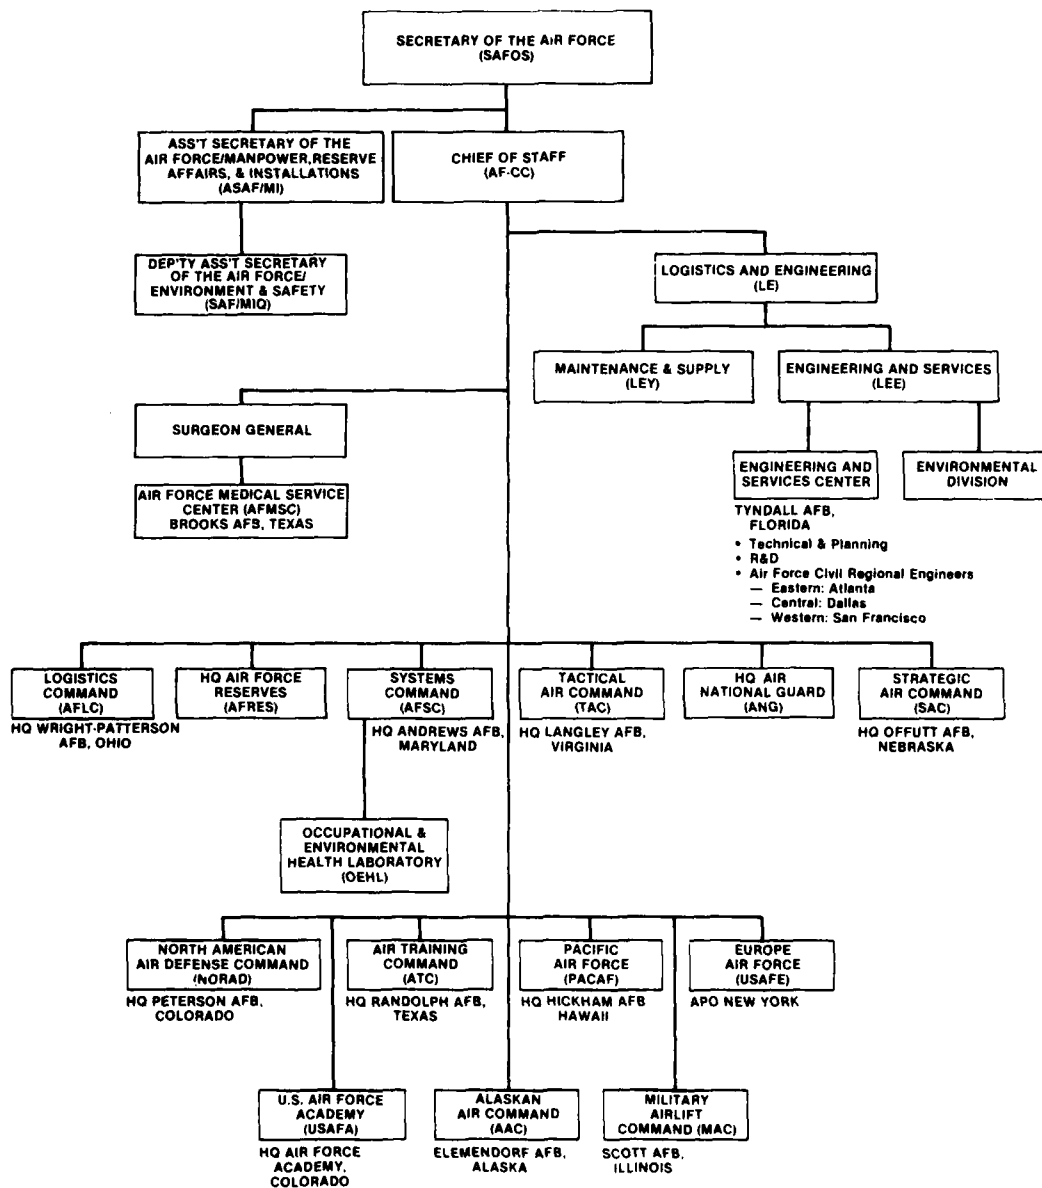 SECRETARY OF THE AIR FORCE
(SAFOS)
ASS'T SECRETARY OF THE
AIR FORCE/MANPOWER, RESERVE
AFFAIRS, & INSTALLATIONS
(ASAF/MI)
CHIEF OF STAFF
(AF-CC)
DEP'TY ASS'T SECRETARY
OF THE AIR FORCE/
ENVIRONMENT & SAFETY
(SAF/MIQ)
LOGISTICS AND ENGINEERING
(LE)
MAINTENANCE & SUPPLY
(LEY)
ENGINEERING AND SERVICES
(LEE)
SURGEON GENERAL
AIR FORCE MEDICAL SERVICE
CENTER (AFMSC)
BROOKS AFB, TEXAS
ENGINEERING AND
SERVICES CENTER
ENVIRONMENTAL
DIVISION
TYNDALL AFB,
FLORIDA
• Technical & Planning
• R&D
• Air Force Civil Regional Engineers
— Eastern: Atlanta
— Central: Dallas
— Western: San Francisco
LOGISTICS
COMMAND
(AFLC)
HQ WRIGHT-PATTERSON
AFB, OHIO
HQ AIR FORCE
RESERVES
(AFRES)
SYSTEMS
COMMAND
(AFSC)
HQ ANDREWS AFB,
MARYLAND
TACTICAL
AIR COMMAND
(TAC)
HQ LANGLEY AFB,
VIRGINIA
HQ AIR
NATIONAL GUARD
(ANG)
STRATEGIC
AIR COMMAND
(SAC)
HQ OFFUTT AFB,
NEBRASKA
OCCUPATIONAL &
ENVIRONMENTAL
HEALTH LABORATORY
(OEHL)
NORTH AMERICAN
AIR DEFENSE COMMAND
(NORAD)
HQ PETERSON AFB,
COLORADO
AIR TRAINING
COMMAND
(ATC)
HQ RANDOLPH AFB,
TEXAS
PACIFIC
AIR FORCE
(PACAF)
HQ HICKHAM AFB
HAWAII
EUROPE
AIR FORCE
(USAFE)
APO NEW YORK
U.S. AIR FORCE
ACADEMY
(USAFA)
HQ AIR FORCE
ACADEMY,
COLORADO
ALASKAN
AIR COMMAND
(AAC)
ELEMENDORF AFB,
ALASKA
MILITARY
AIRLIFT
COMMAND (MAC)
SCOTT AFB,
ILLINOIS